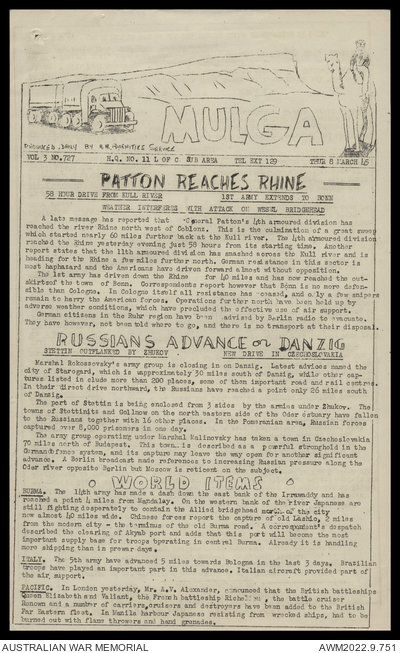 MULGA
PRODUCED DAILY BY A.M. AMENITIES SERVICE
VOL 3 NO.727 H.Q. NO. 11 L OF C SUB AREA TEL EXT 129 THUR 8 MARCH 45
PATTON REACHES RHINE
58 HOUR DRIVE FROM KULL RIVER 1ST ARMY EXTENDS TO BONN
WEATHER INTERFERES WITH ATTACK ON WESEL BRIDGEHEAD
A late message has reported that General Patton's 4th armoured division has
reached the river Rhine north west of Coblenz. This is the culmination of a great sweep
which started nearly 60 miles further back at the Kull river. The 4th armoured division
reached the Rhine yesterday evening just 58 hours from its starting time. Another
report states that the 11th armoured division has smashed across the Kull river and is
heading for the Rhine a few miles further north. German resistance in this sector is
most haphazard and the Americans have driven forward almost without opposition.
The 1st army has driven down the Rhine for 40 miles and has now reached the out-
skirts of the town of Bonn. Correspondents report however that Bonn is no more defen-
sible than Cologne. In Cologne itself all resistance has ceased, and only a few snipers
remain to harry the American forces. Operations further north have been held up by
adverse weather conditions, which have precluded the effective use of air support.
German citizens in the Ruhr region have been advised by Berlin radio to evacuate.
They have however, not been told where to go, and there is no transport at their disposal.
RUSSIANS ADVANCE on DANZIG
STETTIN OUTFLANKED BY ZHUKOV NEW DRIVE IN CZECHOSLOVAKIA
Marshal Rokossovsky's army group is closing in on Danzig. Latest advices named the
city of Starogard, which is approximately 30 miles south of Danzig, while other cap-
tures listed in clude more than 200 places, some of them important road and rail centres.
In their direct drive northward, the Russians have reached a point only 26 miles south
of Danzig.
The port of Stettin is being enclosed from 3 sides by the armies under Zhukov. The
towns of Stettinitz and Gollnow on the north eastern side of the Oder estuary have fallen
to the Russians together with 16 other places. In the Pomeranian area, Russian forces
captured over 8,000 prisoners in one day.
The army group operating under Marshal Malinovsky has taken a town in Czechoslovakia
70 miles north of Budapest. This town is described as a powerful stronghold in the
German defence system, and its capture may leave the way open for another significant
advance. A Berlin broadcast made reference to increasing Russian pressure along the
Oder river opposite Berlin but Moscow is reticent on the subject.
WORLD ITEMS
BURMA. The 14th army has made a dash down the east bank of the Irrawaddy and has
reached a point 4 miles from Mandalay. On the western bank of the river Japanese are
still fighting desperately to contain the Allied bridgehead north of the city
now almost 40 miles wide. Chinese forces report the capture of old Lashio, 2 miles
from the modern city - the terminus of the old Burma road. A correspondent's despatch
described the clearing of Akyab port and adds that this port will become the most
important supply base for troops operating in central Burma. Already it is handling
more shipping than in prewar days.
ITALY. The 5th army have advanced 5 miles towards Bologna in the last 3 days. Brazilian
troops have played an important part in this advance. Italian aircraft provided part of
the air support.
PACIFIC. In London yesterday, Mr. A.V. Alexander, announced that the British battleships
Queen Elizabeth and Valiant, the French battleship Richelieu, the battle cruiser
Renown and a number of carriers, cruisers and destroyers have been added to the British
Far Eastern fleet. In Manila harbour Japanese resisting from battle ships, had to be
burned out with flame throwers and hand grenades.
AUSTRALIAN WAR MEMORIAL AWM2022.9.751